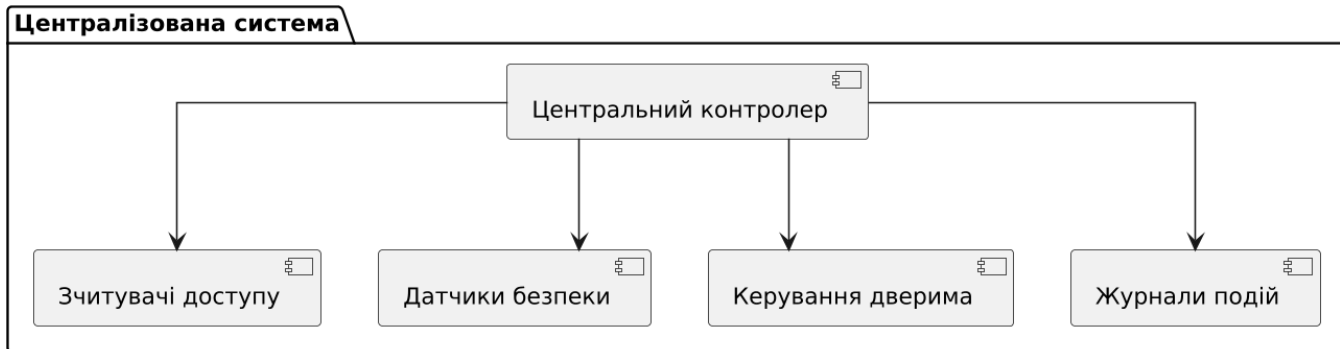 Централізована система
Центральний контролер
Зчитувачі доступу
Датчики безпеки
Керування дверима
Журнали подій